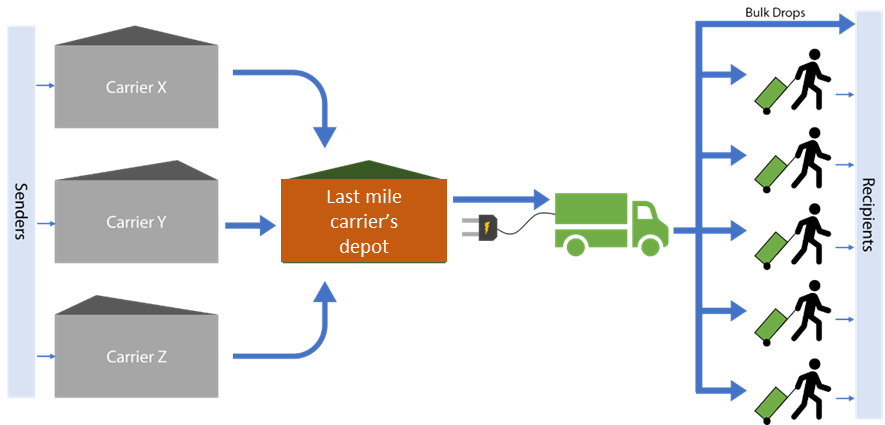 Bulk Drops
Senders
Carrier X
Carrier Y
Carrier Z
Last mile
carrier's
depot
Recipients